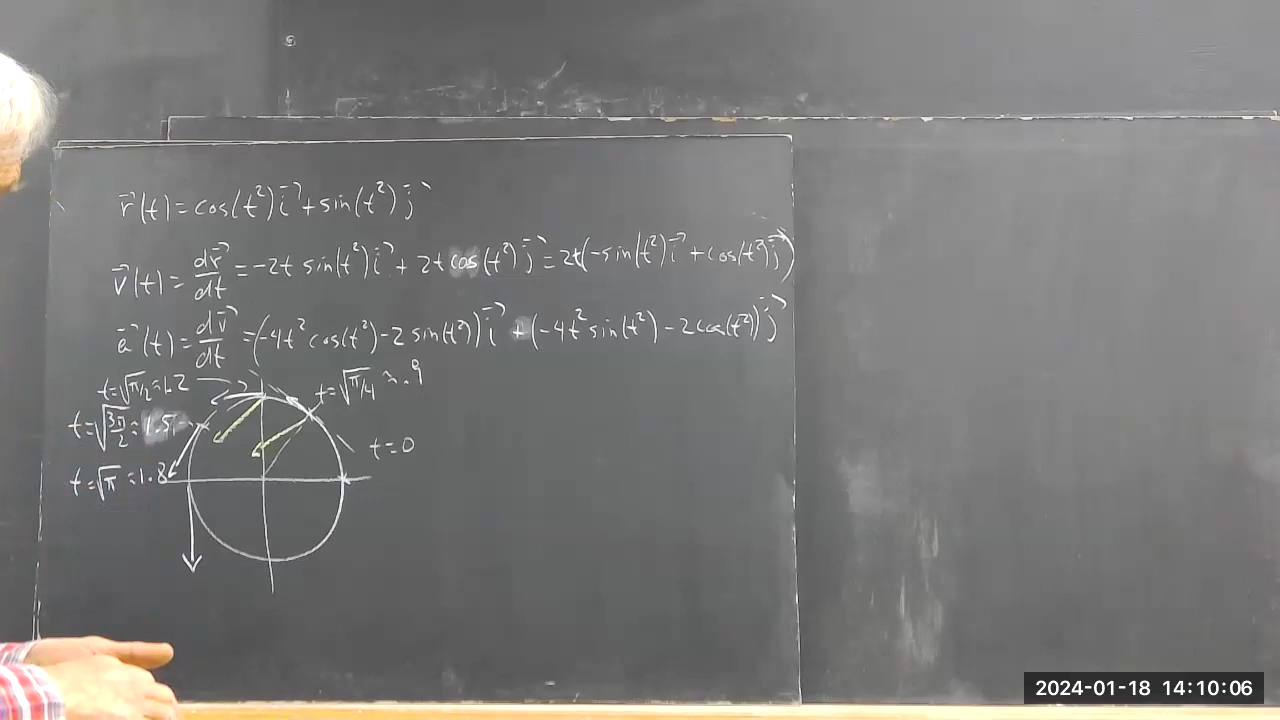 r⃗(t) = cos(t²)i⃗ + sin(t²)j⃗
v⃗(t) = dr⃗/dt = -2t sin(t²)i⃗ + 2t cos(t²)j⃗ = 2t(-sin(t²)i⃗ + cos(t²)j⃗)
a⃗(t) = dv⃗/dt = (-4t² cos(t²) - 2 sin(t²))i⃗ + (-4t² sin(t²) - 2 cos(t²))j⃗
t = √π/2 ≈ 1.2
t = √π/4 ≈ .9
t = √3π/2 ≈ 1.5
t = 0
t = √π ≈ 1.8
2024-01-18 14:10:06